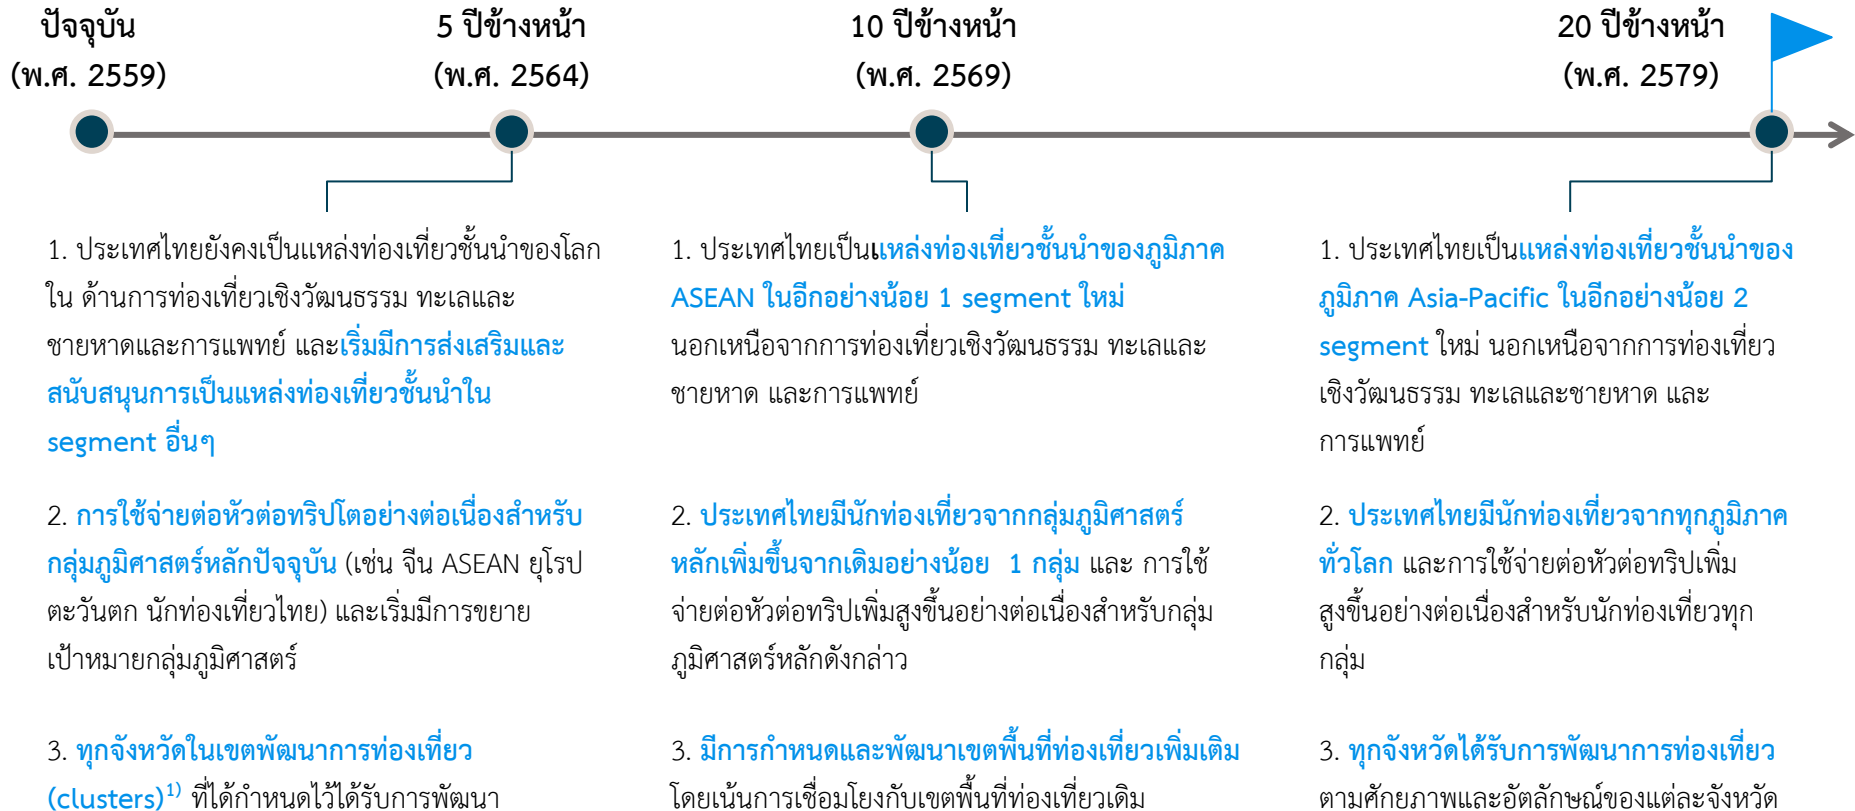 ปัจจุบัน
(พ.ศ. 2559)
5 ปีข้างหน้า
(พ.ศ. 2564)
10 ปีข้างหน้า
(พ.ศ. 2569)
20 ปีข้างหน้า
(พ.ศ. 2579)
1. ประเทศไทยยังคงเป็นแหล่งท่องเที่ยวชั้นนำของโลก
ใน ด้านการท่องเที่ยวเชิงวัฒนธรรม ทะเลและ
ชายหาดและการแพทย์ และเริ่มมีการส่งเสริมและ
สนับสนุนการเป็นแหล่งท่องเที่ยวชั้นนำใน
segment อื่นๆ
2. การใช้จ่ายต่อหัวต่อทริปโตอย่างต่อเนื่องสำหรับ
กลุ่มภูมิศาสตร์หลักปัจจุบัน (เช่น จีน ASEAN ยุโรป
ตะวันตก นักท่องเที่ยวไทย) และเริ่มมีการขยาย
เป้าหมายกลุ่มภูมิศาสตร์
3. ทุกจังหวัดในเขตพัฒนาการท่องเที่ยว
(clusters)1) ที่ได้กำหนดไว้ได้รับการพัฒนา
1. ประเทศไทยเป็นแหล่งท่องเที่ยวชั้นนำของภูมิภาค
ASEAN ในอีกอย่างน้อย 1 segment ใหม่
นอกเหนือจากการท่องเที่ยวเชิงวัฒนธรรม ทะเลและ
ชายหาด และการแพทย์
2. ประเทศไทยมีนักท่องเที่ยวจากกลุ่มภูมิศาสตร์
หลักเพิ่มขึ้นจากเดิมอย่างน้อย 1 กลุ่ม และ การใช้
จ่ายต่อหัวต่อทริปเพิ่มสูงขึ้นอย่างต่อเนื่องสำหรับกลุ่ม
ภูมิศาสตร์หลักดังกล่าว
3. มีการกำหนดและพัฒนาเขตพื้นที่ท่องเที่ยวเพิ่มเติม
โดยเน้นการเชื่อมโยงกับเขตพื้นที่ท่องเที่ยวเดิม
1. ประเทศไทยเป็นแหล่งท่องเที่ยวชั้นนำของ
ภูมิภาค Asia-Pacific ในอีกอย่างน้อย 2
segment ใหม่ นอกเหนือจากการท่องเที่ยว
เชิงวัฒนธรรม ทะเลและชายหาด และ
การแพทย์
2. ประเทศไทยมีนักท่องเที่ยวจากทุกภูมิภาค
ทั่วโลก และการใช้จ่ายต่อหัวต่อทริปเพิ่ม
สูงขึ้นอย่างต่อเนื่องสำหรับนักท่องเที่ยวทุก
กลุ่ม
3. ทุกจังหวัดได้รับการพัฒนาการท่องเที่ยว
ตามศักยภาพและอัตลักษณ์ของแต่ละจังหวัด